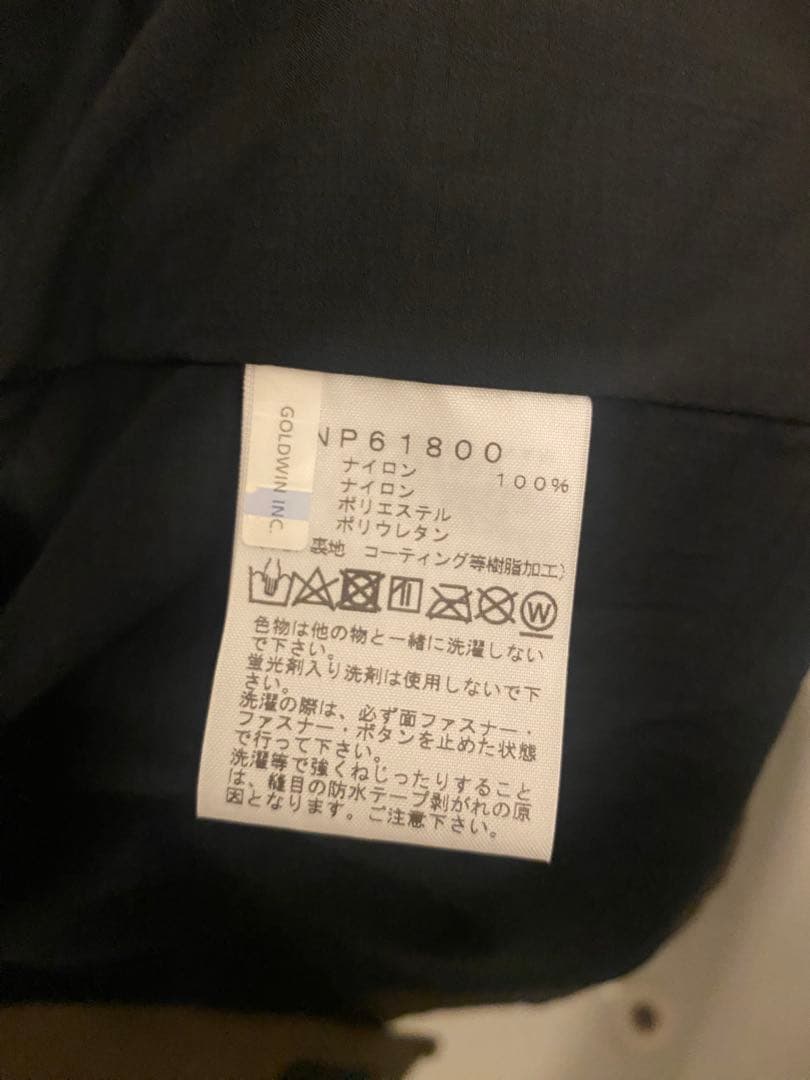 GOLDWIN INC.
NP61800
ナイロン 100%
ナイロン
ポリエステル
ポリウレタン
裏地 コーティング等樹脂加工)
W
色物は他の物と一緒に洗濯しない
で下さい。
蛍光剤入り洗剤は使用しないで下
さい。
洗濯の際は、必ず面ファスナー・
ファスナー・ボタンを止めた状態
で行って下さい。
洗濯等で強くねじったりすること
は、縫目の防水テープ剥がれの原
因となります。ご注意下さい。